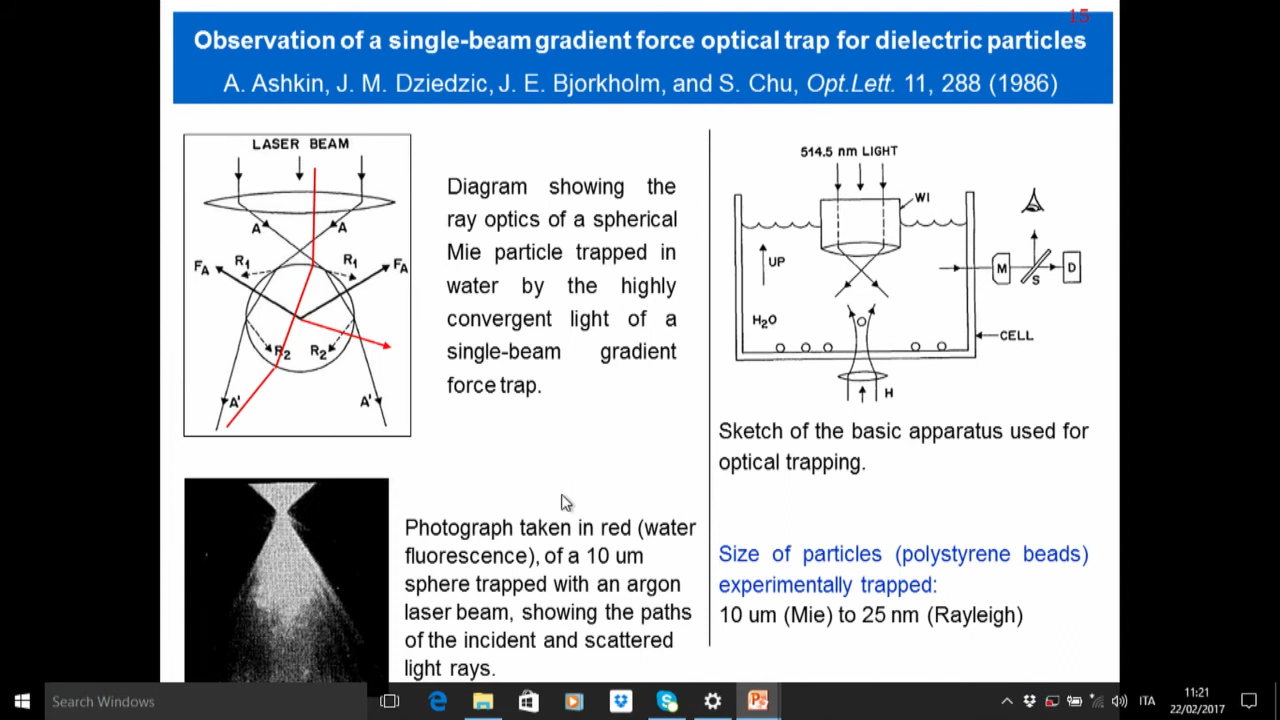 15
Observation of a single-beam gradient force optical trap for dielectric particles
A. Ashkin, J. M. Dziedzic, J. E. Bjorkholm, and S. Chu, Opt.Lett. 11, 288 (1986)
LASER BEAM
A A
R1 R1
FA FA
R2 R2
A' A'
Diagram showing the
ray optics of a spherical
Mie particle trapped in
water by the highly
convergent light of a
single-beam gradient
force trap.
Photograph taken in red (water
fluorescence), of a 10 um
sphere trapped with an argon
laser beam, showing the paths
of the incident and scattered
light rays.
514.5 nm LIGHT
WI
UP
M
S
D
H2O
CELL
H
Sketch of the basic apparatus used for
optical trapping.
Size of particles (polystyrene beads)
experimentally trapped:
10 um (Mie) to 25 nm (Rayleigh)
Search Windows
ITA
11:21
22/02/2017